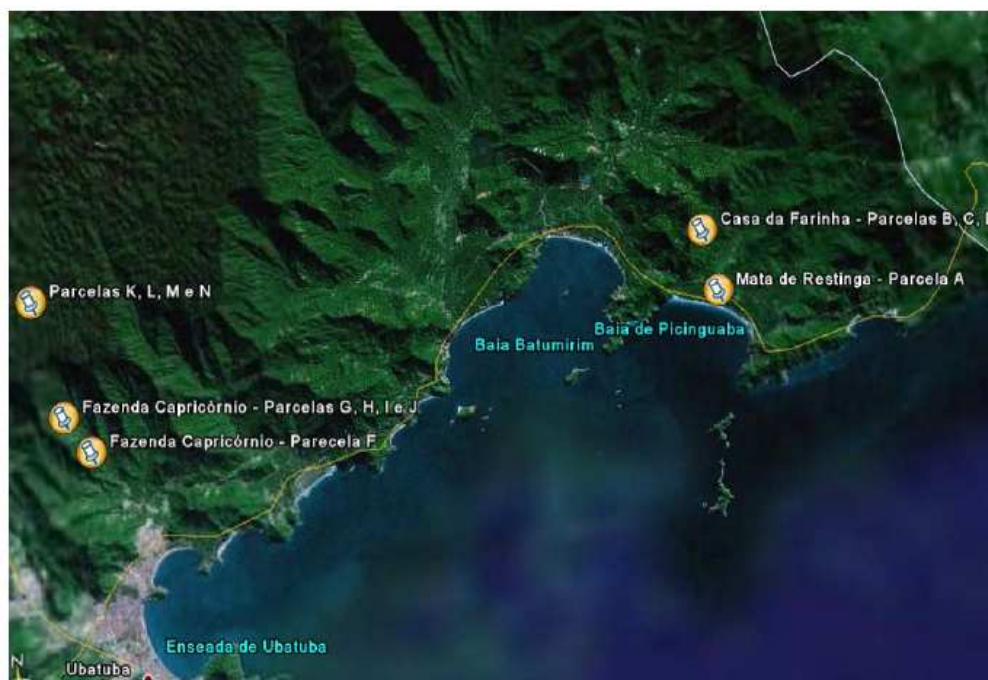 Casa da Farinha - Parcelas B, C,
Mata de Restinga - Parcela A
Parcelas K, L, M e N
Baia de Picinguaba
Baia Batumirim
Fazenda Capricòrnio - Parcelas G, H, I e J
Fazenda Capricórnio - Parecela F
Enseada de Ubatuba
N
Ubatuba